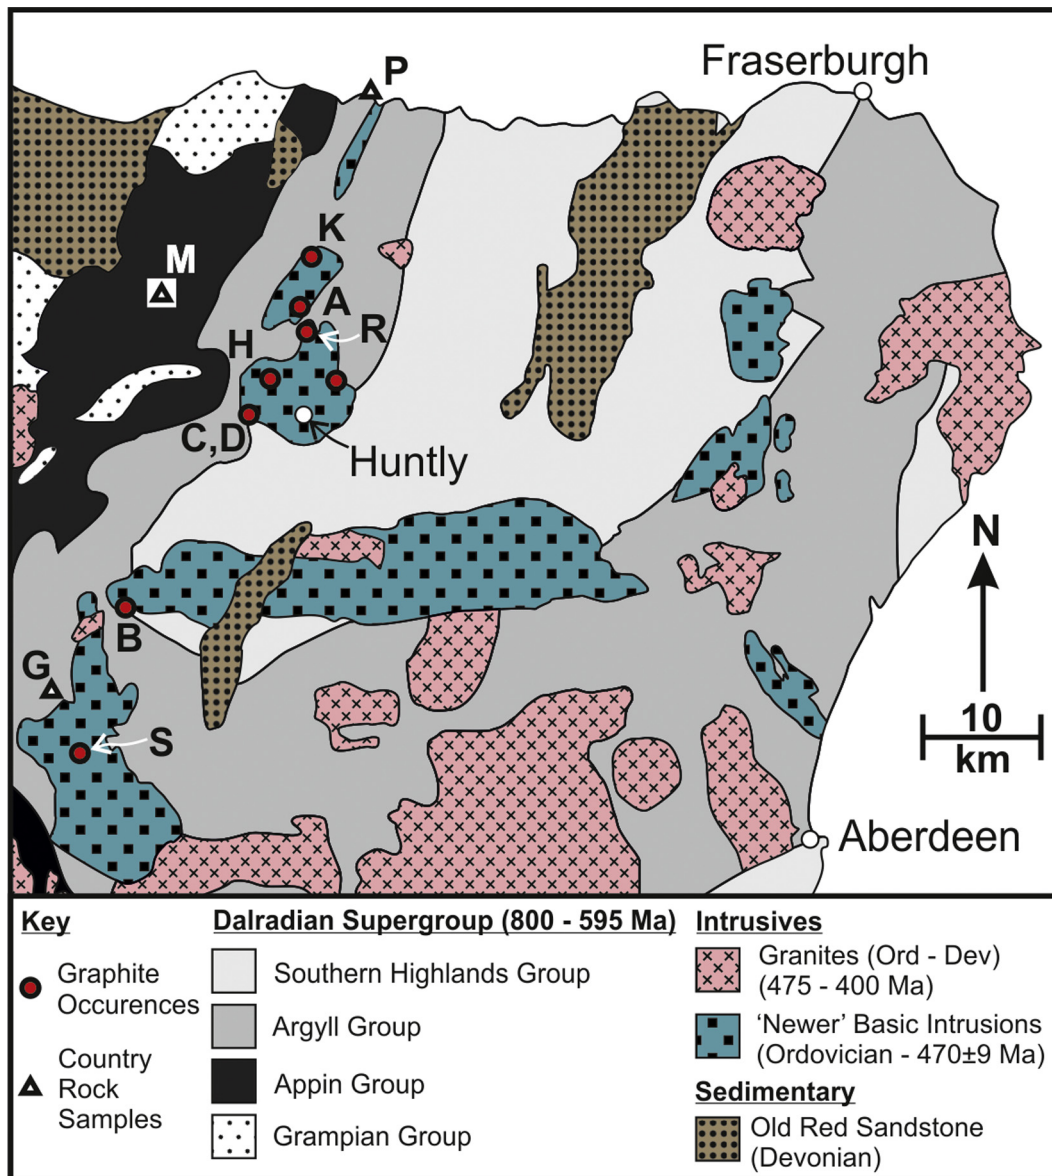 P
Fraserburgh
K
M
A
R
H
C,D
Huntly
N
B
G
S
10
km
Aberdeen
Key
Graphite
Occurences
Country
Rock
Samples
Dalradian Supergroup (800 - 595 Ma)
Southern Highlands Group
Argyll Group
Appin Group
Grampian Group
Intrusives
Granites (Ord - Dev)
(475 - 400 Ma)
‘Newer’ Basic Intrusions
(Ordovician - 470±9 Ma)
Sedimentary
Old Red Sandstone
(Devonian)